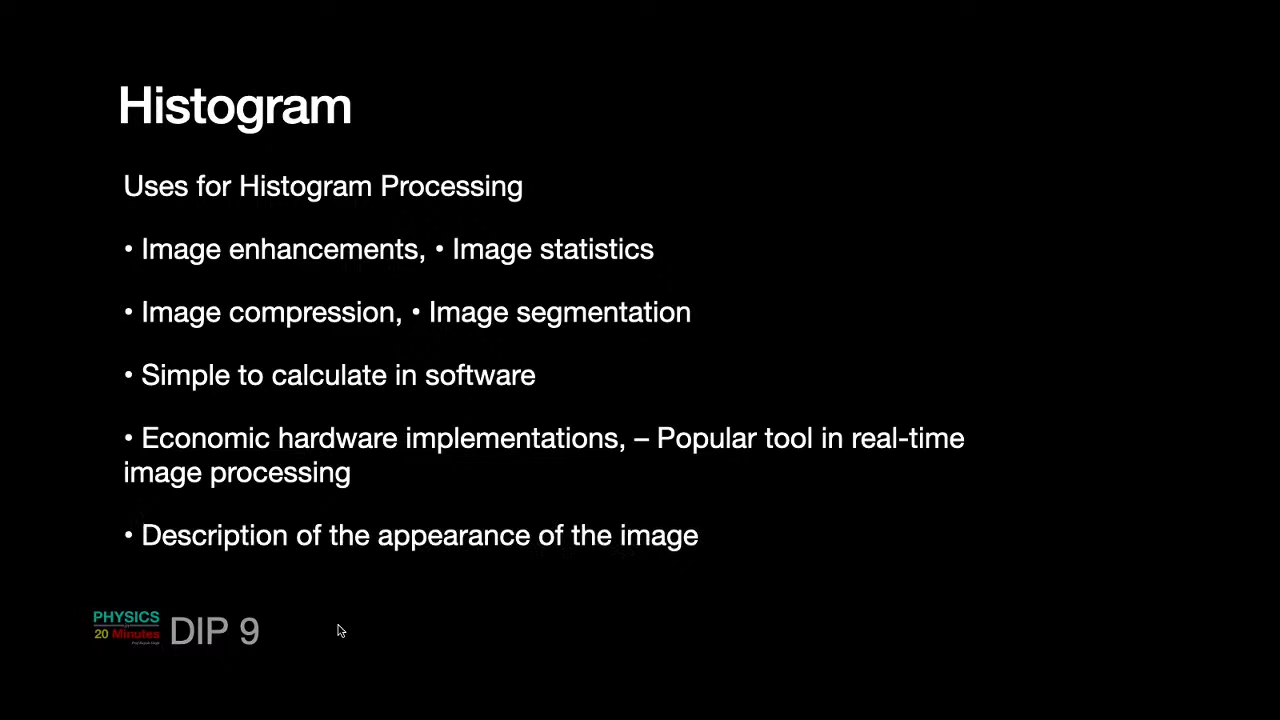 Histogram
Uses for Histogram Processing
• Image enhancements, • Image statistics
• Image compression, • Image segmentation
• Simple to calculate in software
• Economic hardware implementations, – Popular tool in real-time
image processing
• Description of the appearance of the image
PHYSICS
20 Minutes
DIP 9